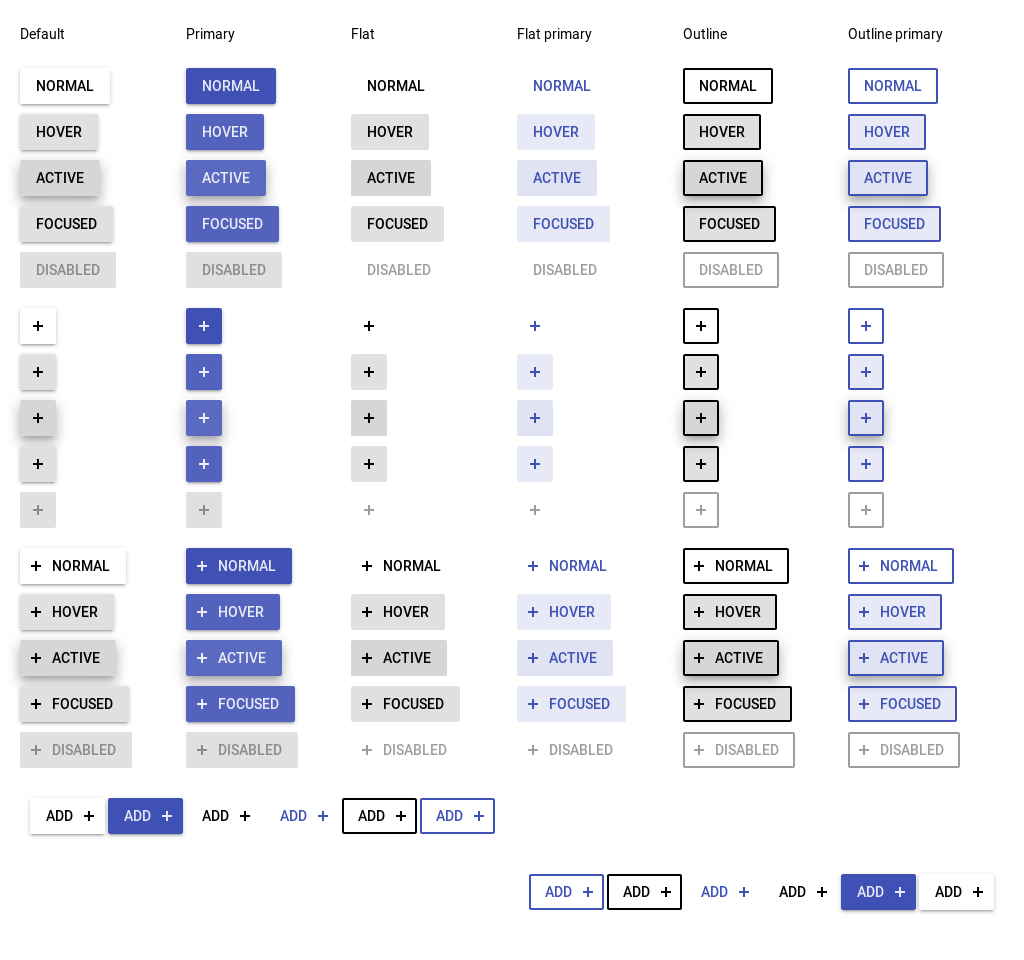 Default Primary Flat Flat primary Outline Outline primary
NORMAL NORMAL NORMAL NORMAL NORMAL NORMAL
HOVER HOVER HOVER HOVER HOVER HOVER
ACTIVE ACTIVE ACTIVE ACTIVE ACTIVE ACTIVE
FOCUSED FOCUSED FOCUSED FOCUSED FOCUSED FOCUSED
DISABLED DISABLED DISABLED DISABLED DISABLED DISABLED
+ + + + + +
+ + + + + +
+ + + + + +
+ + + + + +
+ + + + + +
+ NORMAL + NORMAL + NORMAL + NORMAL + NORMAL + NORMAL
+ HOVER + HOVER + HOVER + HOVER + HOVER + HOVER
+ ACTIVE + ACTIVE + ACTIVE + ACTIVE + ACTIVE + ACTIVE
+ FOCUSED + FOCUSED + FOCUSED + FOCUSED + FOCUSED + FOCUSED
+ DISABLED + DISABLED + DISABLED + DISABLED + DISABLED + DISABLED
ADD + ADD + ADD + ADD + ADD + ADD +
ADD + ADD + ADD + ADD + ADD + ADD +